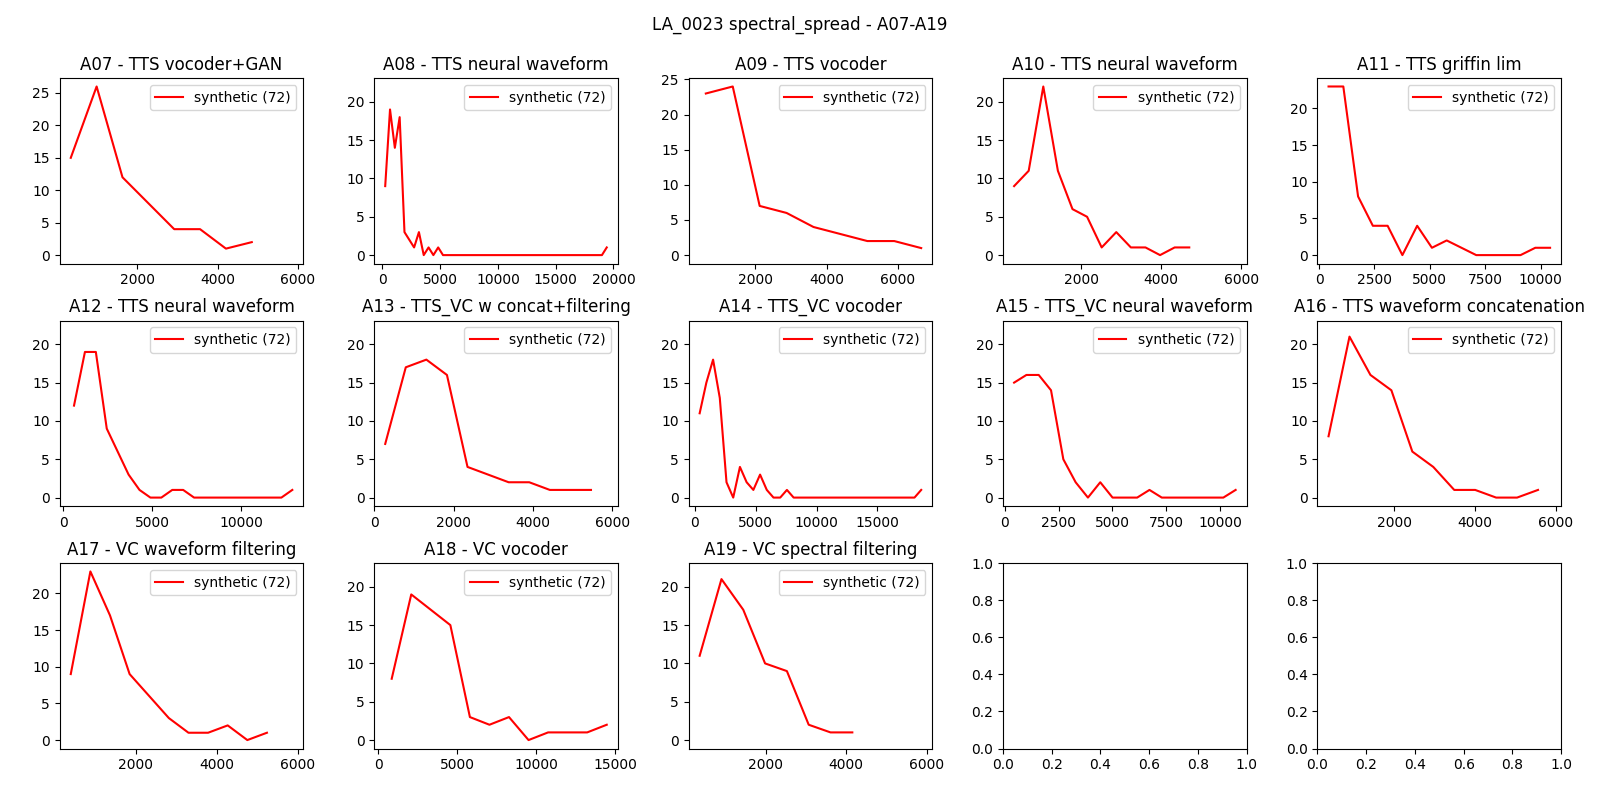 LA_0023 spectral_spread - A07-A19
A07 - TTS vocoder+GAN
synthetic (72)
25
20
15
10
5
0
2000 4000 6000
A08 - TTS neural waveform
synthetic (72)
20
15
10
5
0
0 5000 10000 15000 20000
A09 - TTS vocoder
synthetic (72)
25
20
15
10
5
0
2000 4000 6000
A10 - TTS neural waveform
synthetic (72)
20
15
10
5
0
2000 4000 6000
A11 - TTS griffin lim
synthetic (72)
20
15
10
5
0
0 2500 5000 7500 10000
A12 - TTS neural waveform
synthetic (72)
20
15
10
5
0
0 5000 10000
A13 - TTS_VC w concat+filtering
synthetic (72)
20
15
10
5
0
0 2000 4000 6000
A14 - TTS_VC vocoder
synthetic (72)
20
15
10
5
0
0 5000 10000 15000
A15 - TTS_VC neural waveform
synthetic (72)
20
15
10
5
0
0 2500 5000 7500 10000
A16 - TTS waveform concatenation
synthetic (72)
20
15
10
5
0
2000 4000 6000
A17 - VC waveform filtering
synthetic (72)
20
15
10
5
0
2000 4000 6000
A18 - VC vocoder
synthetic (72)
20
15
10
5
0
0 5000 10000 15000
A19 - VC spectral filtering
synthetic (72)
20
15
10
5
0
2000 4000 6000
1.0
0.8
0.6
0.4
0.2
0.0
0.0 0.2 0.4 0.6 0.8 1.0
1.0
0.8
0.6
0.4
0.2
0.0
0.0 0.2 0.4 0.6 0.8 1.0